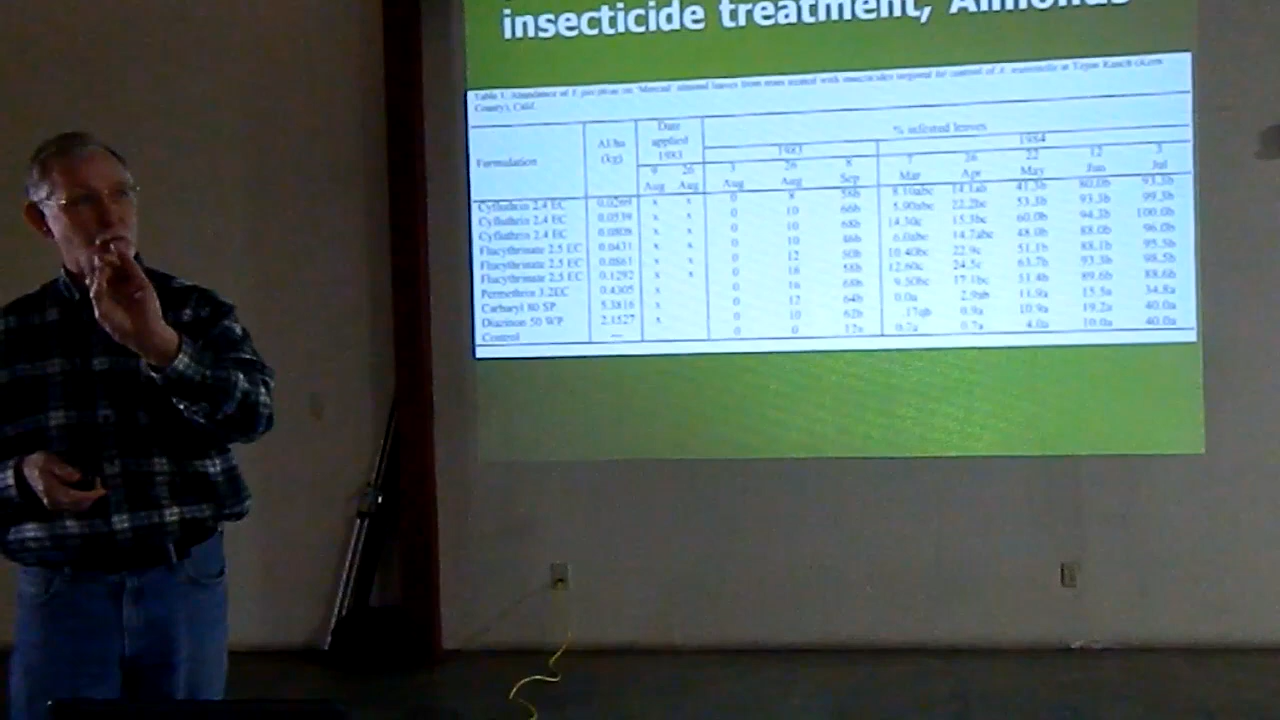 insecticide treatment, Almonds
Table 1. Abundance of on 'Merced' almond leaves from trees treated with insecticides targeted for control of at Tejon Ranch (Kern
County), Calif.
Formulation AI/ha (kg) Date applied 1983 % infested leaves
1983 1984
9 Aug 26 Aug 3 Aug 26 Aug 8 Sep 7 Mar 26 Apr 22 May 12 Jun 3 Jul
Cyfluthrin 2.4 EC 0.0269 x x 0 8 58b 8.10abc 14.1ab 41.3b 80.0b 93.3b
Cyfluthrin 2.4 EC 0.0539 x x 0 10 66b 5.90abc 22.2bc 53.3b 93.3b 99.3b
Cyfluthrin 2.4 EC 0.0808 x x 0 10 68b 14.30c 15.3bc 60.0b 94.3b 100.0b
Flucythrinate 2.5 EC 0.0431 x x 0 10 46b 6.0abc 14.7abc 48.0b 88.0b 96.0b
Flucythrinate 2.5 EC 0.0861 x x 0 12 50b 10.40bc 22.9c 51.1b 88.1b 95.5b
Flucythrinate 2.5 EC 0.1292 x x 0 16 58b 12.60c 24.5c 63.7b 93.3b 98.5b
Permethrin 3.2EC 0.4305 x 0 16 68b 9.50bc 17.1bc 51.4b 89.6b 88.6b
Carbaryl 80 SP 5.3816 x 0 12 64b 0.0a 2.9ab 11.9a 15.5a 34.8a
Diazinon 50 WP 2.1527 x 0 10 62b 0.9a 10.9a 19.2a 40.0a
Control — 0 0 12a 0.7a 0.7a 4.0a 10.0a 40.0a